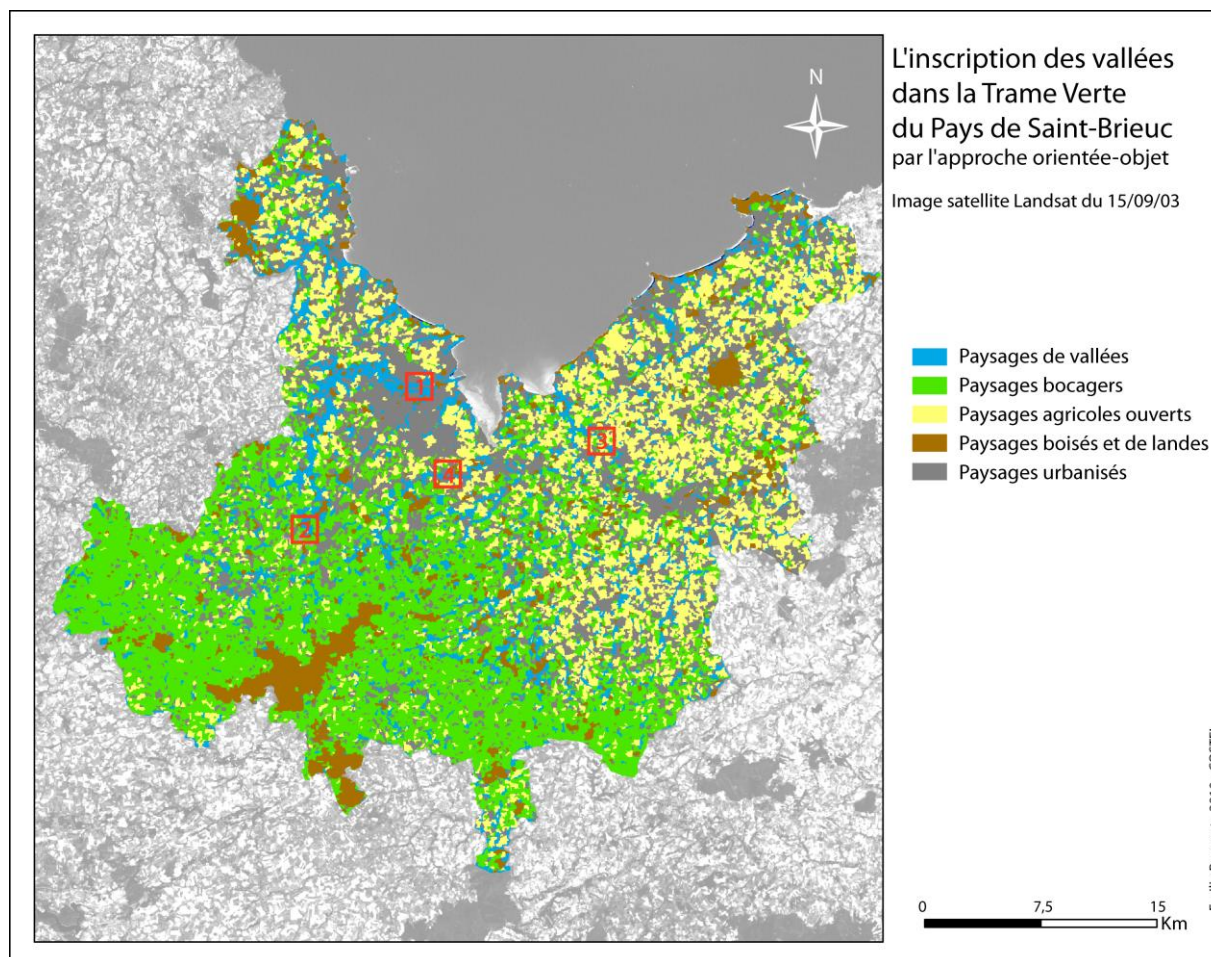 L'inscription des vallées
dans la Trame Verte
du Pays de Saint-Brieuc
par l'approche orientée-objet
Image satellite Landsat du 15/09/03
N
Paysages de vallées
Paysages bocagers
Paysages agricoles ouverts
Paysages boisés et de landes
Paysages urbanisés
1
3
4
2
0 7,5 15
Km